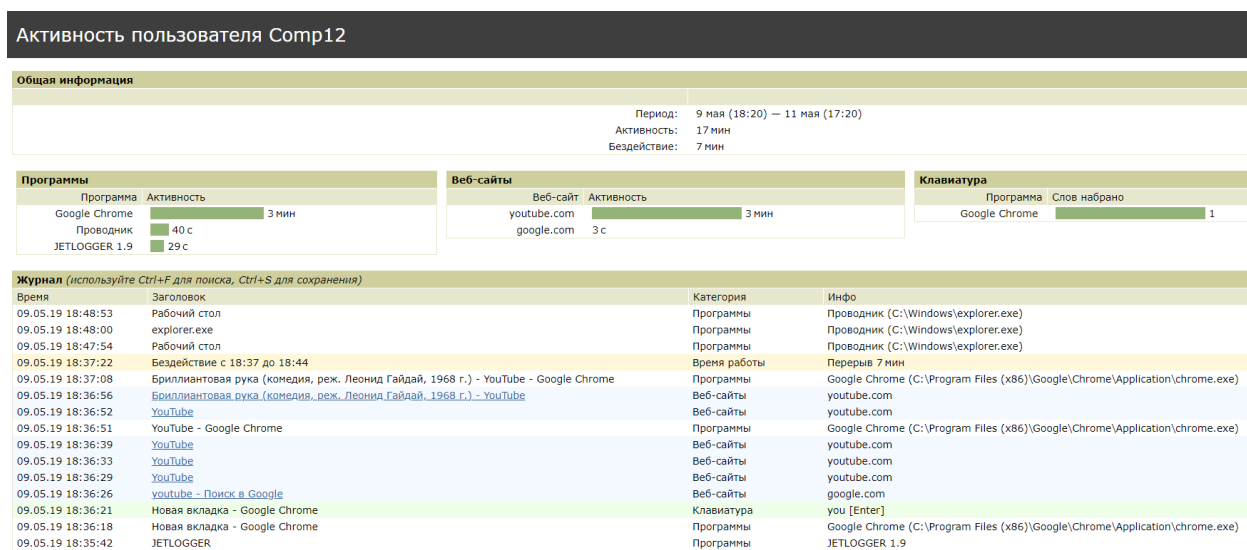 Активность пользователя Comp12
Общая информация
Период: 9 мая (18:20) — 11 мая (17:20)
Активность: 17 мин
Бездействие: 7 мин
Программы
Программа Активность
Google Chrome 3 мин
Проводник 40 с
JETLOGGER 1.9 29 с
Веб-сайты
Веб-сайт Активность
youtube.com 3 мин
google.com 3 с
Клавиатура
Программа Слов набрано
Google Chrome 1
Журнал (используйте Ctrl+F для поиска, Ctrl+S для сохранения)
Время Заголовок Категория Инфо
09.05.19 18:48:53 Рабочий стол Программы Проводник (C:\Windows\explorer.exe)
09.05.19 18:48:00 explorer.exe Программы Проводник (C:\Windows\explorer.exe)
09.05.19 18:47:54 Рабочий стол Программы Проводник (C:\Windows\explorer.exe)
09.05.19 18:37:22 Бездействие с 18:37 до 18:44 Время работы Перерыв 7 мин
09.05.19 18:37:08 Бриллиантовая рука (комедия, реж. Леонид Гайдай, 1968 г.) - YouTube - Google Chrome Программы Google Chrome (C:\Program Files (x86)\Google\Chrome\Application\chrome.exe)
09.05.19 18:36:56 Бриллиантовая рука (комедия, реж. Леонид Гайдай, 1968 г.) - YouTube Веб-сайты youtube.com
09.05.19 18:36:52 YouTube Веб-сайты youtube.com
09.05.19 18:36:51 YouTube - Google Chrome Программы Google Chrome (C:\Program Files (x86)\Google\Chrome\Application\chrome.exe)
09.05.19 18:36:39 YouTube Веб-сайты youtube.com
09.05.19 18:36:33 YouTube Веб-сайты youtube.com
09.05.19 18:36:29 YouTube Веб-сайты youtube.com
09.05.19 18:36:26 youtube - Поиск в Google Веб-сайты google.com
09.05.19 18:36:21 Новая вкладка - Google Chrome Клавиатура you [Enter]
09.05.19 18:36:18 Новая вкладка - Google Chrome Программы Google Chrome (C:\Program Files (x86)\Google\Chrome\Application\chrome.exe)
09.05.19 18:35:42 JETLOGGER Программы JETLOGGER 1.9